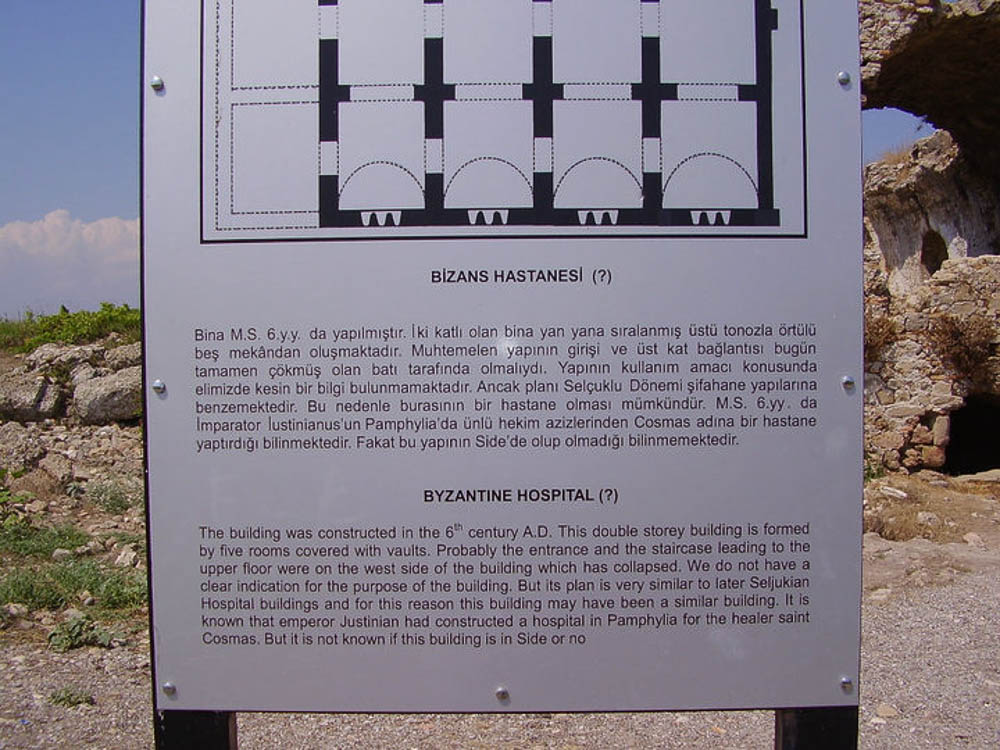 BİZANS HASTANESİ (?)
Bina M.S. 6.y.y. da yapılmıştır. İki katlı olan bina yan yana sıralanmış üstü tonozla örtülü
beş mekândan oluşmaktadır. Muhtemelen yapının girişi ve üst kat bağlantısı bugün
tamamen çökmüş olan batı tarafında olmalıydı. Yapının kullanım amacı konusunda
elimizde kesin bir bilgi bulunmamaktadır. Ancak planı Selçuklu Dönemi şifahane yapılarına
benzemektedir. Bu nedenle burasının bir hastane olması mümkündür. M.S. 6.yy. da
İmparator İustinianus'un Pamphylia'da ünlü hekim azizlerinden Cosmas adına bir hastane
yaptırdığı bilinmektedir. Fakat bu yapının Side'de olup olmadığı bilinmemektedir.
BYZANTINE HOSPITAL (?)
The building was constructed in the 6th century A.D. This double storey building is formed
by five rooms covered with vaults. Probably the entrance and the staircase leading to the
upper floor were on the west side of the building which has collapsed. We do not have a
clear indication for the purpose of the building. But its plan is very similar to later Seljukian
Hospital buildings and for this reason this building may have been a similar building. It is
known that emperor Justinian had constructed a hospital in Pamphylia for the healer saint
Cosmas. But it is not known if this building is in Side or no